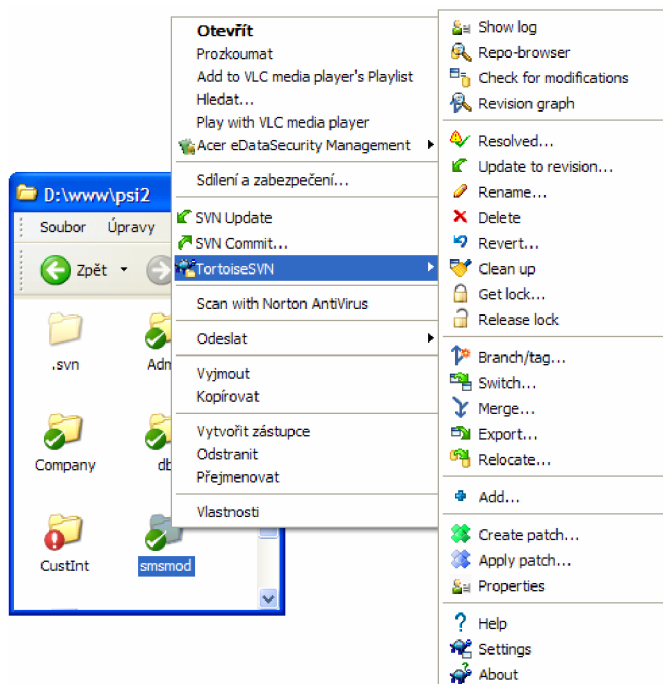 D:\www\psi2
Soubor Úpravy
Zpět
.svn
Company
CustInt
smsmod
Otevřít
Prozkoumat
Add to VLC media player's Playlist
Hledat...
Play with VLC media player
Acer eDataSecurity Management
Sdílení a zabezpečení...
SVN Update
SVN Commit...
TortoiseSVN
Scan with Norton AntiVirus
Odeslat
Vyjmout
Kopírovat
Vytvořit zástupce
Odstranit
Přejmenovat
Vlastnosti
Show log
Repo-browser
Check for modifications
Revision graph
Resolved...
Update to revision...
Rename...
Delete
Revert...
Clean up
Get lock...
Release lock
Branch/tag...
Switch...
Merge...
Export...
Relocate...
Add...
Create patch...
Apply patch...
Properties
Help
Settings
About